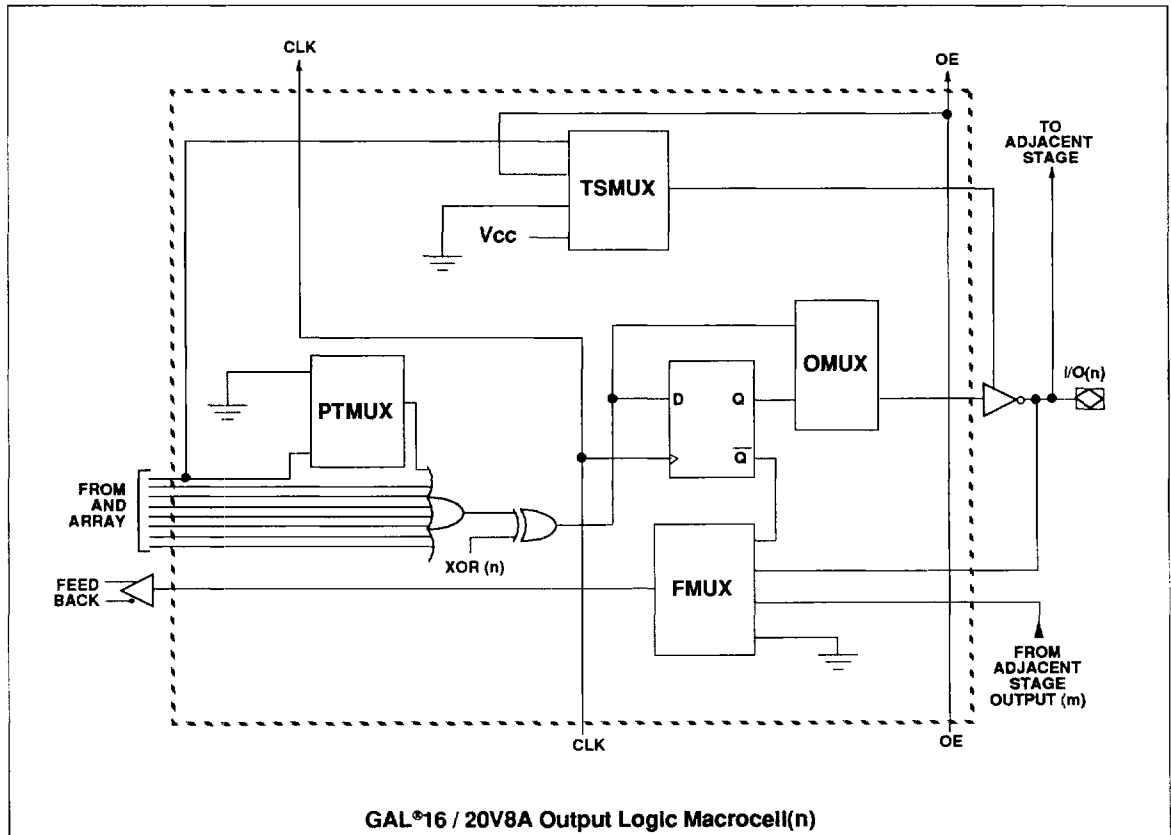 CLK
OE
TO
ADJACENT
STAGE
TSMUX
Vcc
OMUX
I/O(n)
PTMUX
D
Q
Q
FROM
AND
ARRAY
XOR (n)
FEED
BACK
FMUX
FROM
ADJACENT
STAGE
OUTPUT (m)
CLK
OE
GAL®16 / 20V8A Output Logic Macrocell(n)